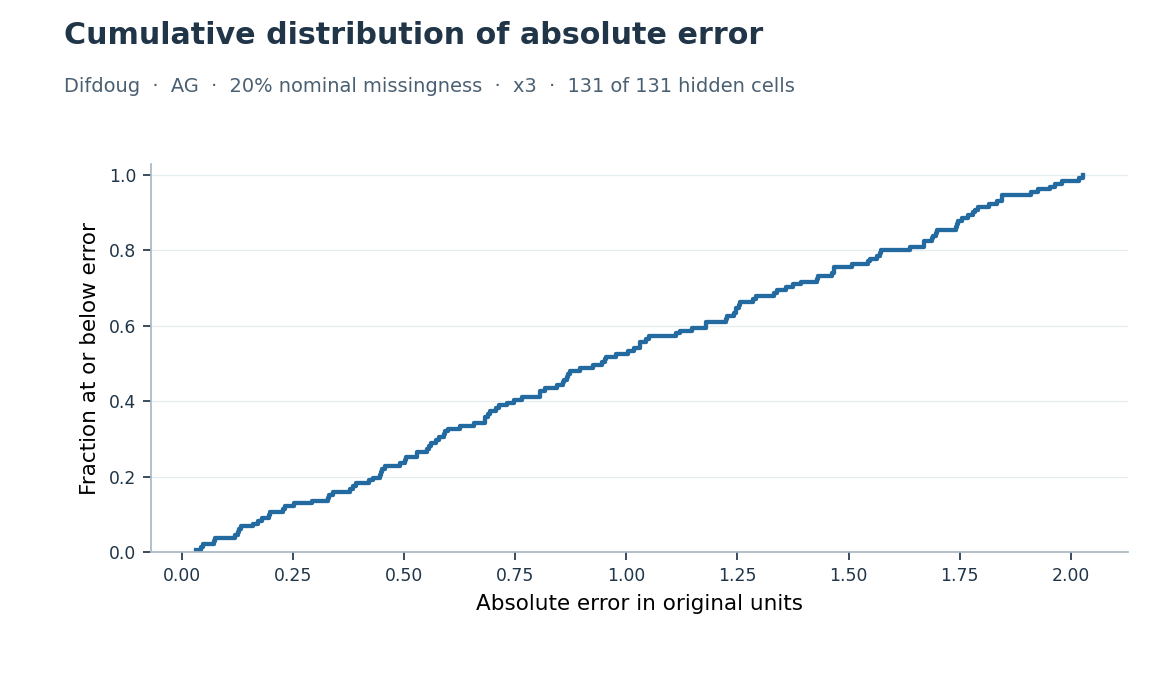 Cumulative distribution of absolute error
Difdoug · AG · 20% nominal missingness · x3 · 131 of 131 hidden cells
Fraction at or below error
1.0
0.8
0.6
0.4
0.2
0.0
0.00 0.25 0.50 0.75 1.00 1.25 1.50 1.75 2.00
Absolute error in original units